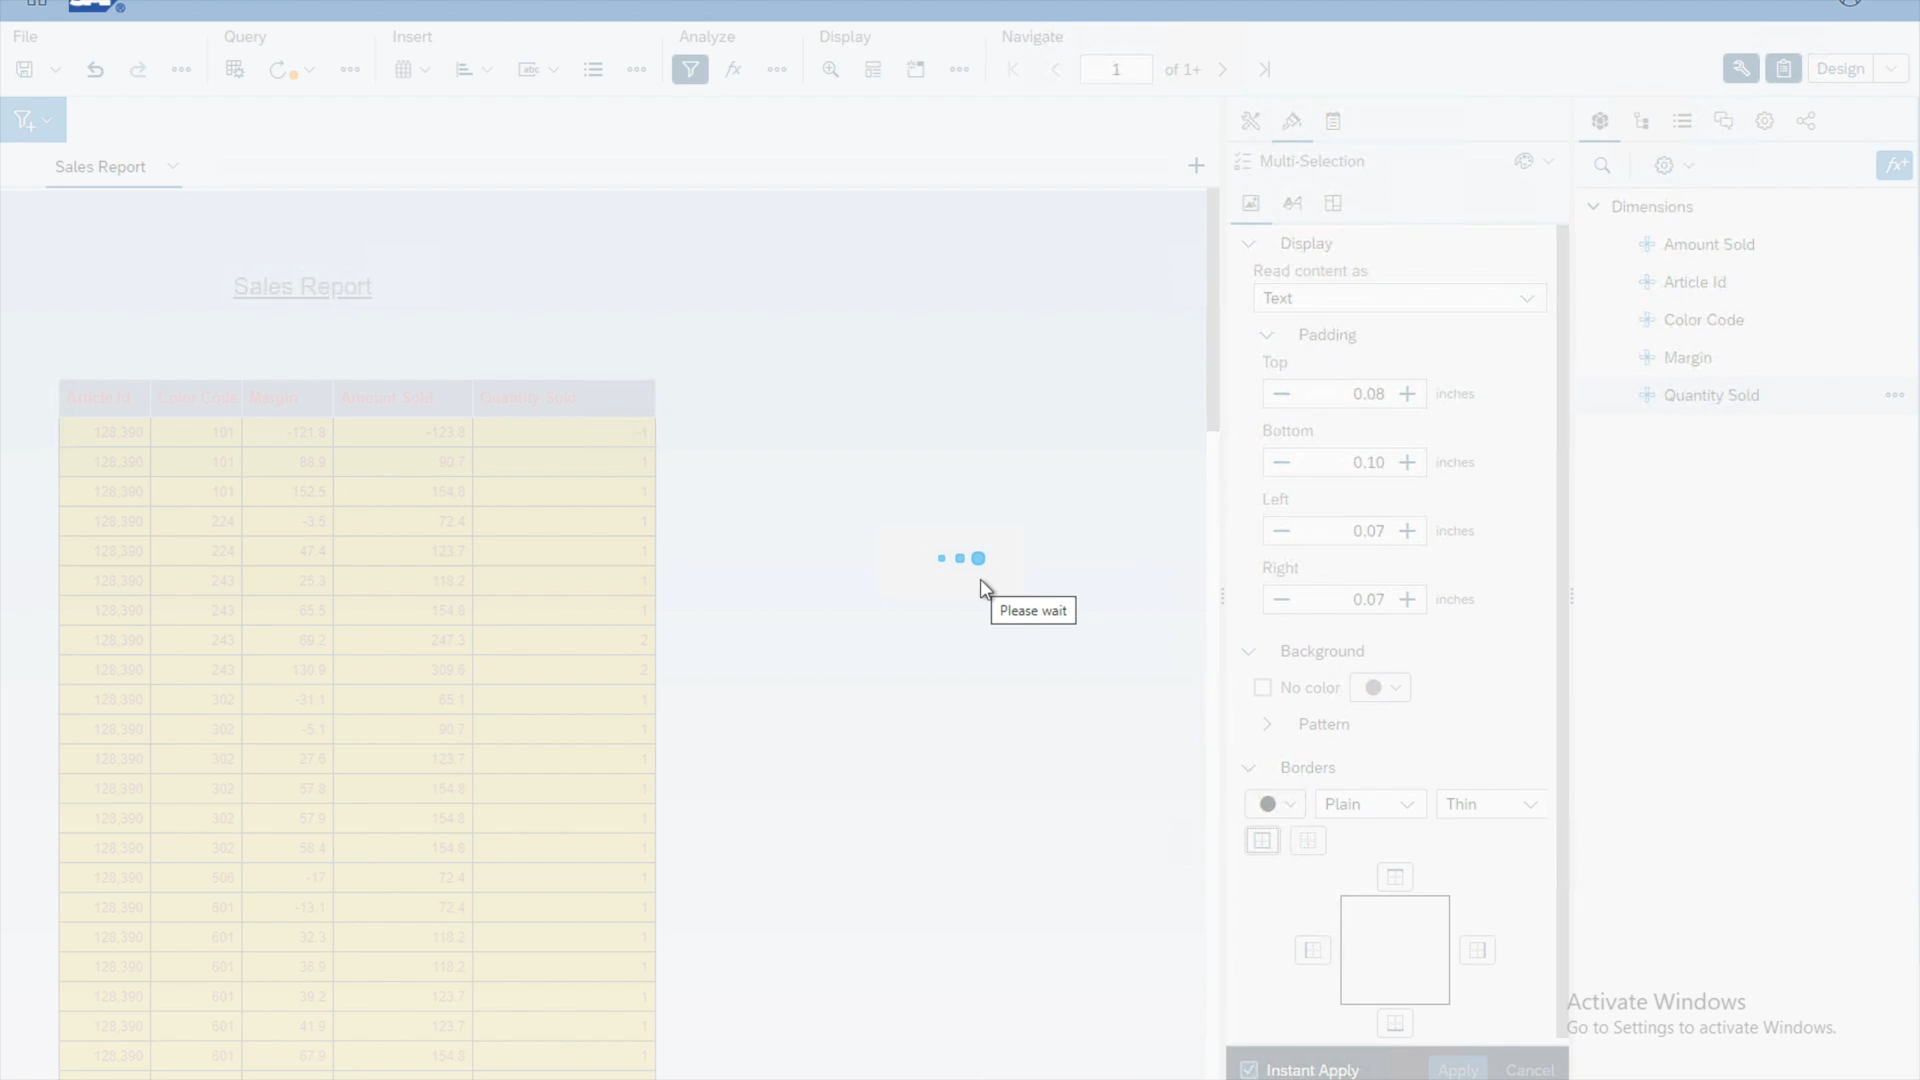 File Query Insert Analyze Display Navigate
1 of 1+ Design
Sales Report
Multi-Selection
Display
Read content as
Text
Padding
Top
0.08 inches
Bottom
0.10 inches
Left
0.07 inches
Right
0.07 inches
Background
No color
Pattern
Borders
Plain Thin
Instant Apply Apply Cancel
Dimensions
Amount Sold
Article Id
Color Code
Margin
Quantity Sold
Sales Report
Article Id Color Code Margin Amount Sold Quantity Sold
128,390 101 -121.8 -123.8 -1
128,390 101 88.9 90.7 1
128,390 101 152.5 154.8 1
128,390 224 -3.5 72.4 1
128,390 224 47.4 123.7 1
128,390 243 25.3 118.2 1
128,390 243 65.5 154.8 1
128,390 243 69.2 247.3 2
128,390 243 130.9 309.6 2
128,390 302 -31.1 65.1 1
128,390 302 -5.1 90.7 1
128,390 302 27.6 123.7 1
128,390 302 57.8 154.8 1
128,390 302 57.9 154.8 1
128,390 302 58.4 154.8 1
128,390 506 -17 72.4 1
128,390 601 -13.1 72.4 1
128,390 601 32.3 118.2 1
128,390 601 36.9 118.2 1
128,390 601 39.2 123.7 1
128,390 601 41.9 123.7 1
128,390 601 67.9 154.8 1
Please wait
Activate Windows
Go to Settings to activate Windows.